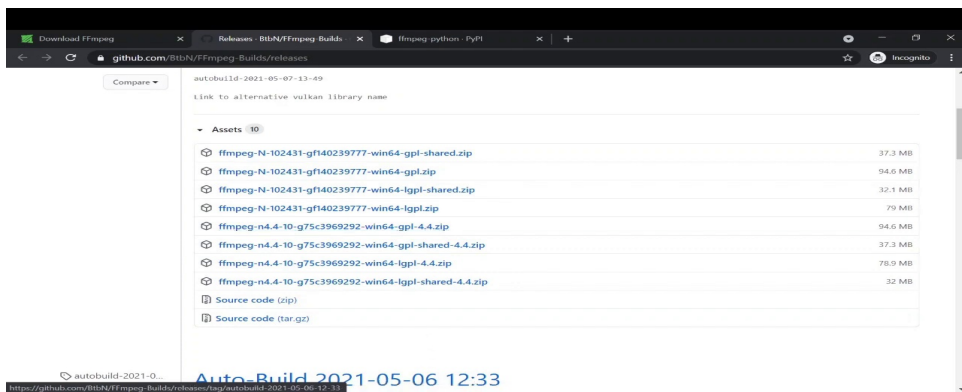 Download FFmpeg
Releases · BtbN/FFmpeg-Builds ·
ffmpeg-python · PyPI
github.com/BtbN/FFmpeg-Builds/releases
Incognito
Compare
autobuild-2021-05-07-13-49
Link to alternative vulkan library name
Assets 10
ffmpeg-N-102431-gf140239777-win64-gpl-shared.zip 37.3 MB
ffmpeg-N-102431-gf140239777-win64-gpl.zip 94.6 MB
ffmpeg-N-102431-gf140239777-win64-lgpl-shared.zip 32.1 MB
ffmpeg-N-102431-gf140239777-win64-lgpl.zip 79 MB
ffmpeg-n4.4-10-g75c3969292-win64-gpl-4.4.zip 94.6 MB
ffmpeg-n4.4-10-g75c3969292-win64-gpl-shared-4.4.zip 37.3 MB
ffmpeg-n4.4-10-g75c3969292-win64-lgpl-4.4.zip 78.9 MB
ffmpeg-n4.4-10-g75c3969292-win64-lgpl-shared-4.4.zip 32 MB
Source code (zip)
Source code (tar.gz)
autobuild-2021-0...
Auto-Build 2021-05-06 12:33
https://github.com/BtbN/FFmpeg-Builds/releases/tag/autobuild-2021-05-06-12-33